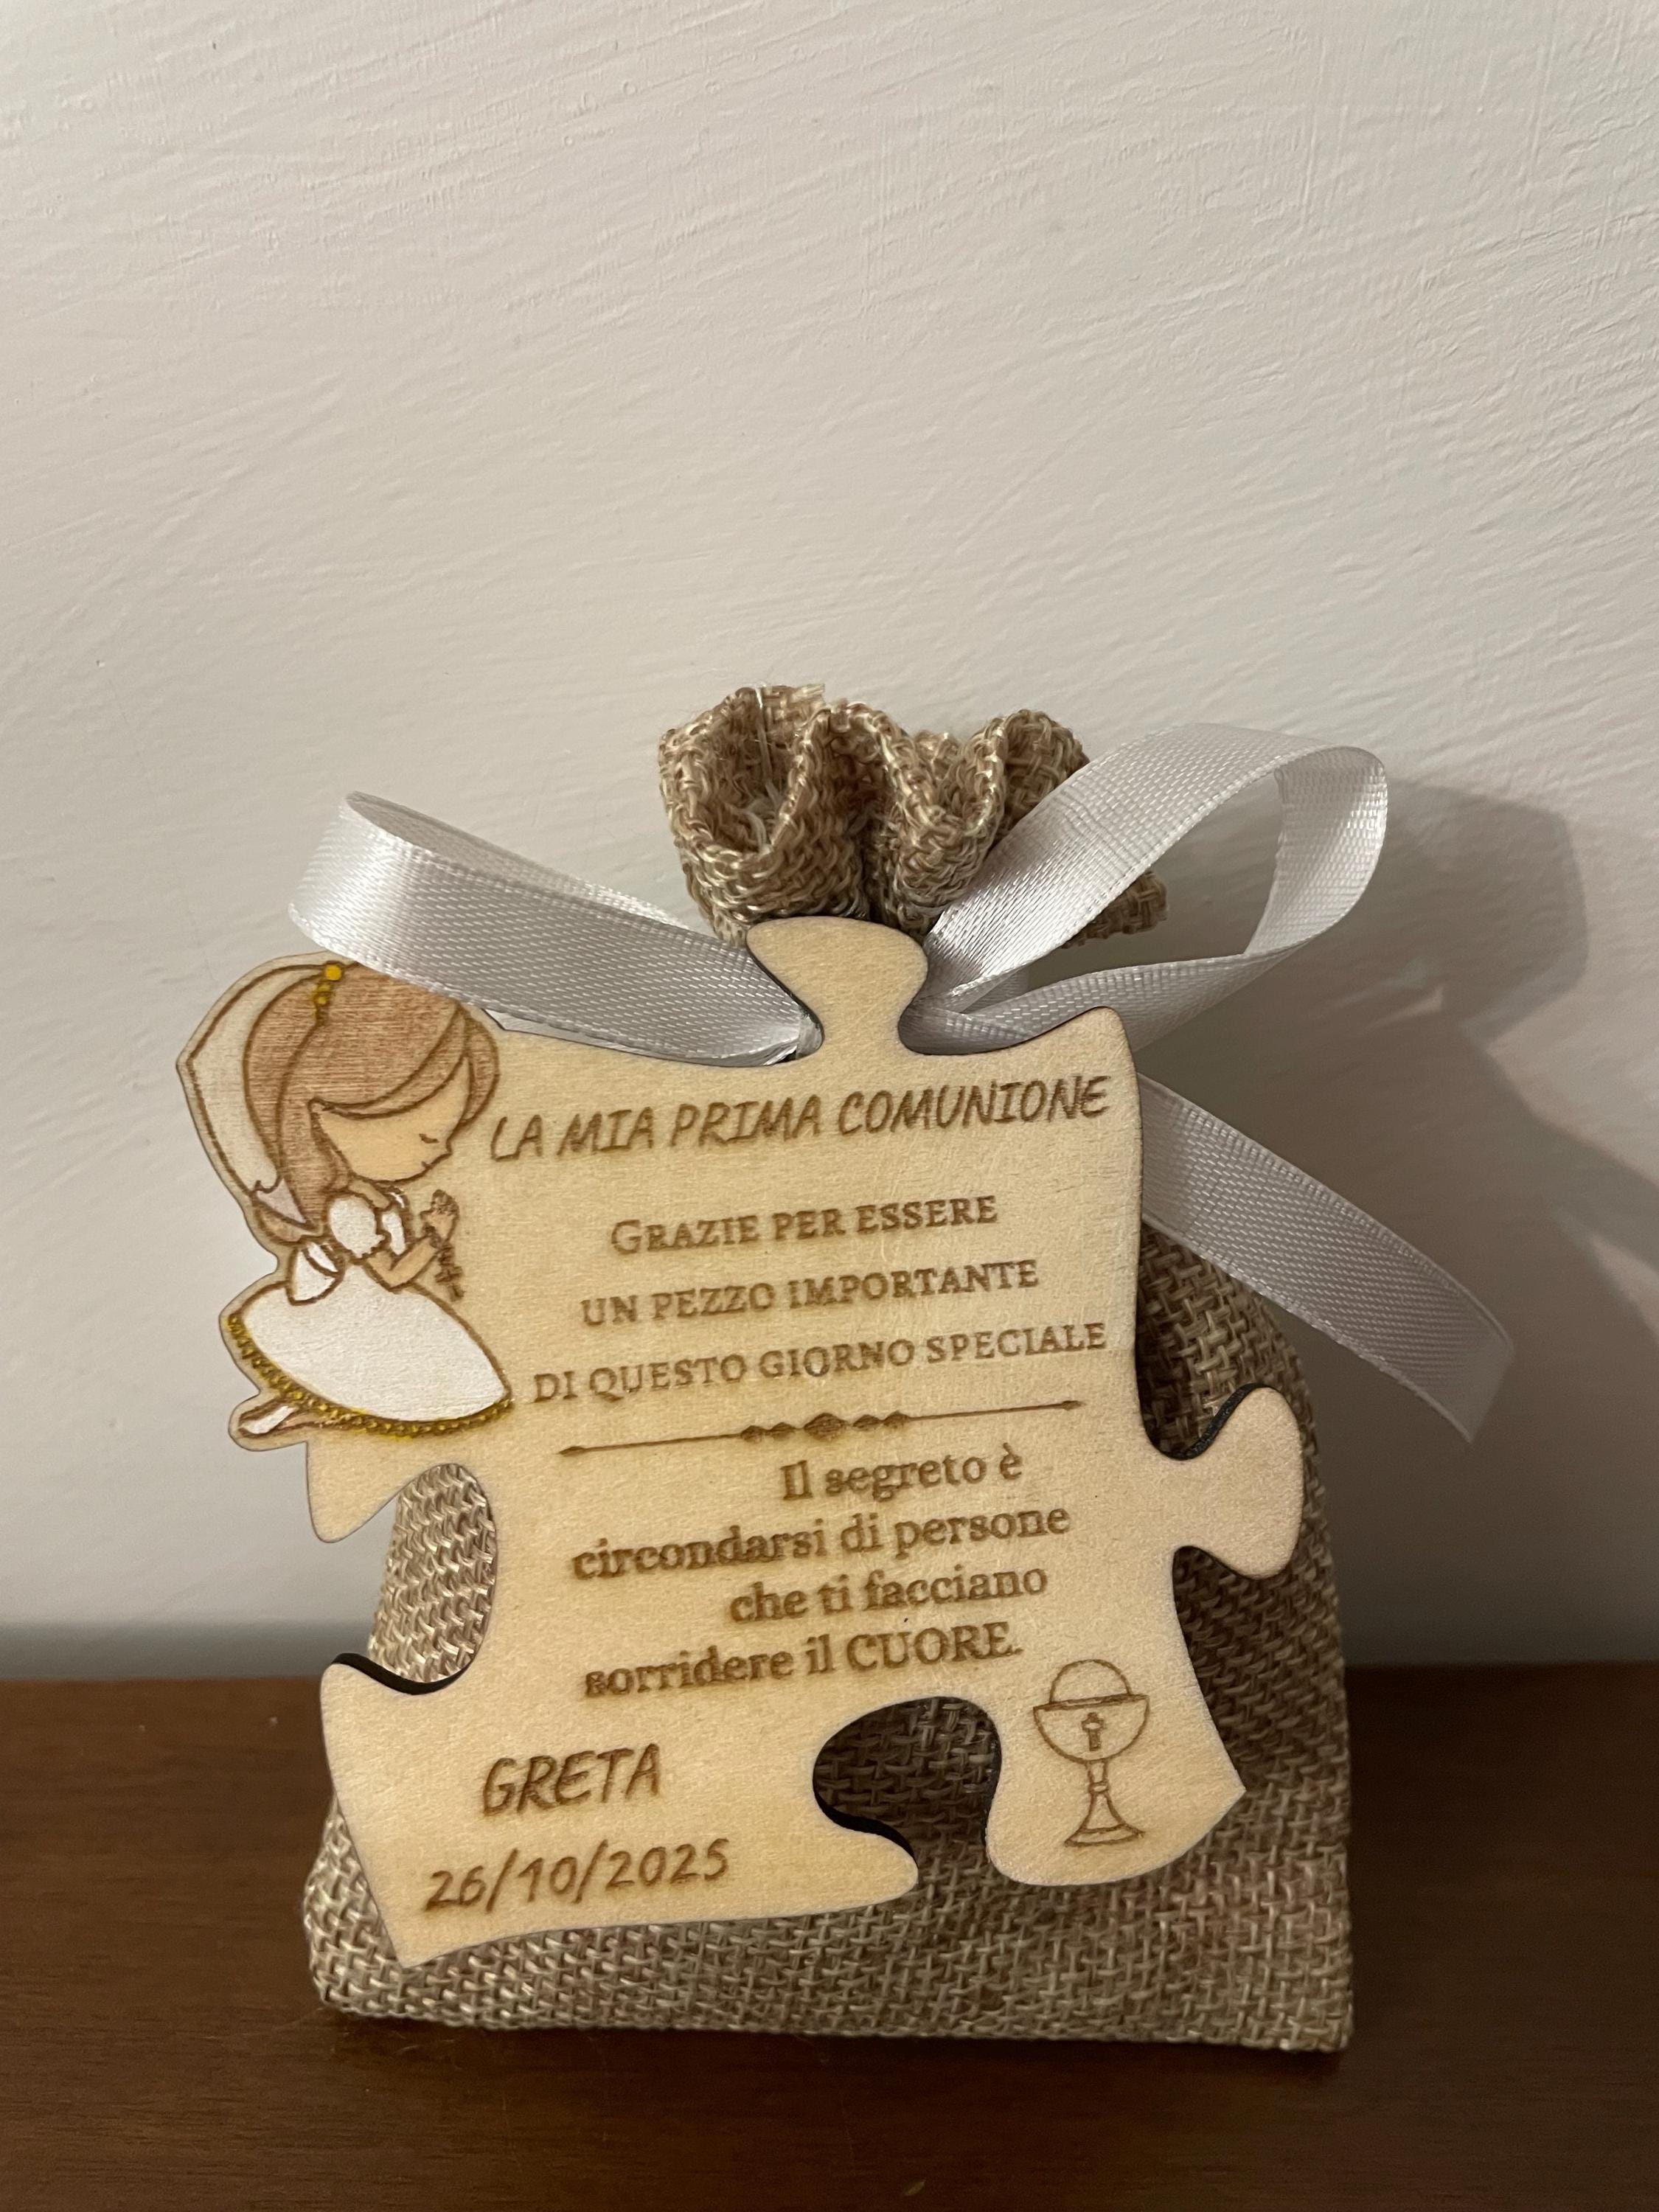 LA MIA PRIMA COMUNIONE
GRAZIE PER ESSERE
UN PEZZO IMPORTANTE
DI QUESTO GIORNO SPECIALE
Il segreto è
circondarsi di persone
che ti facciano
sorridere il CUORE.
GRETA
26/10/2025